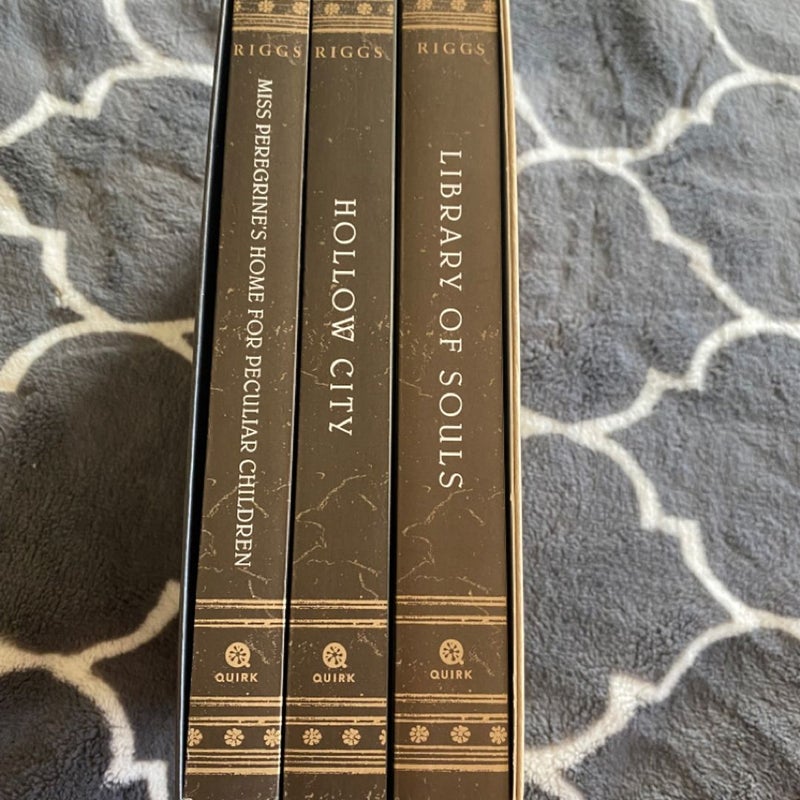 RIGGS
MISS PEREGRINE'S HOME FOR PECULIAR CHILDREN
QUIRK
RIGGS
HOLLOW CITY
QUIRK
RIGGS
LIBRARY OF SOULS
QUIRK